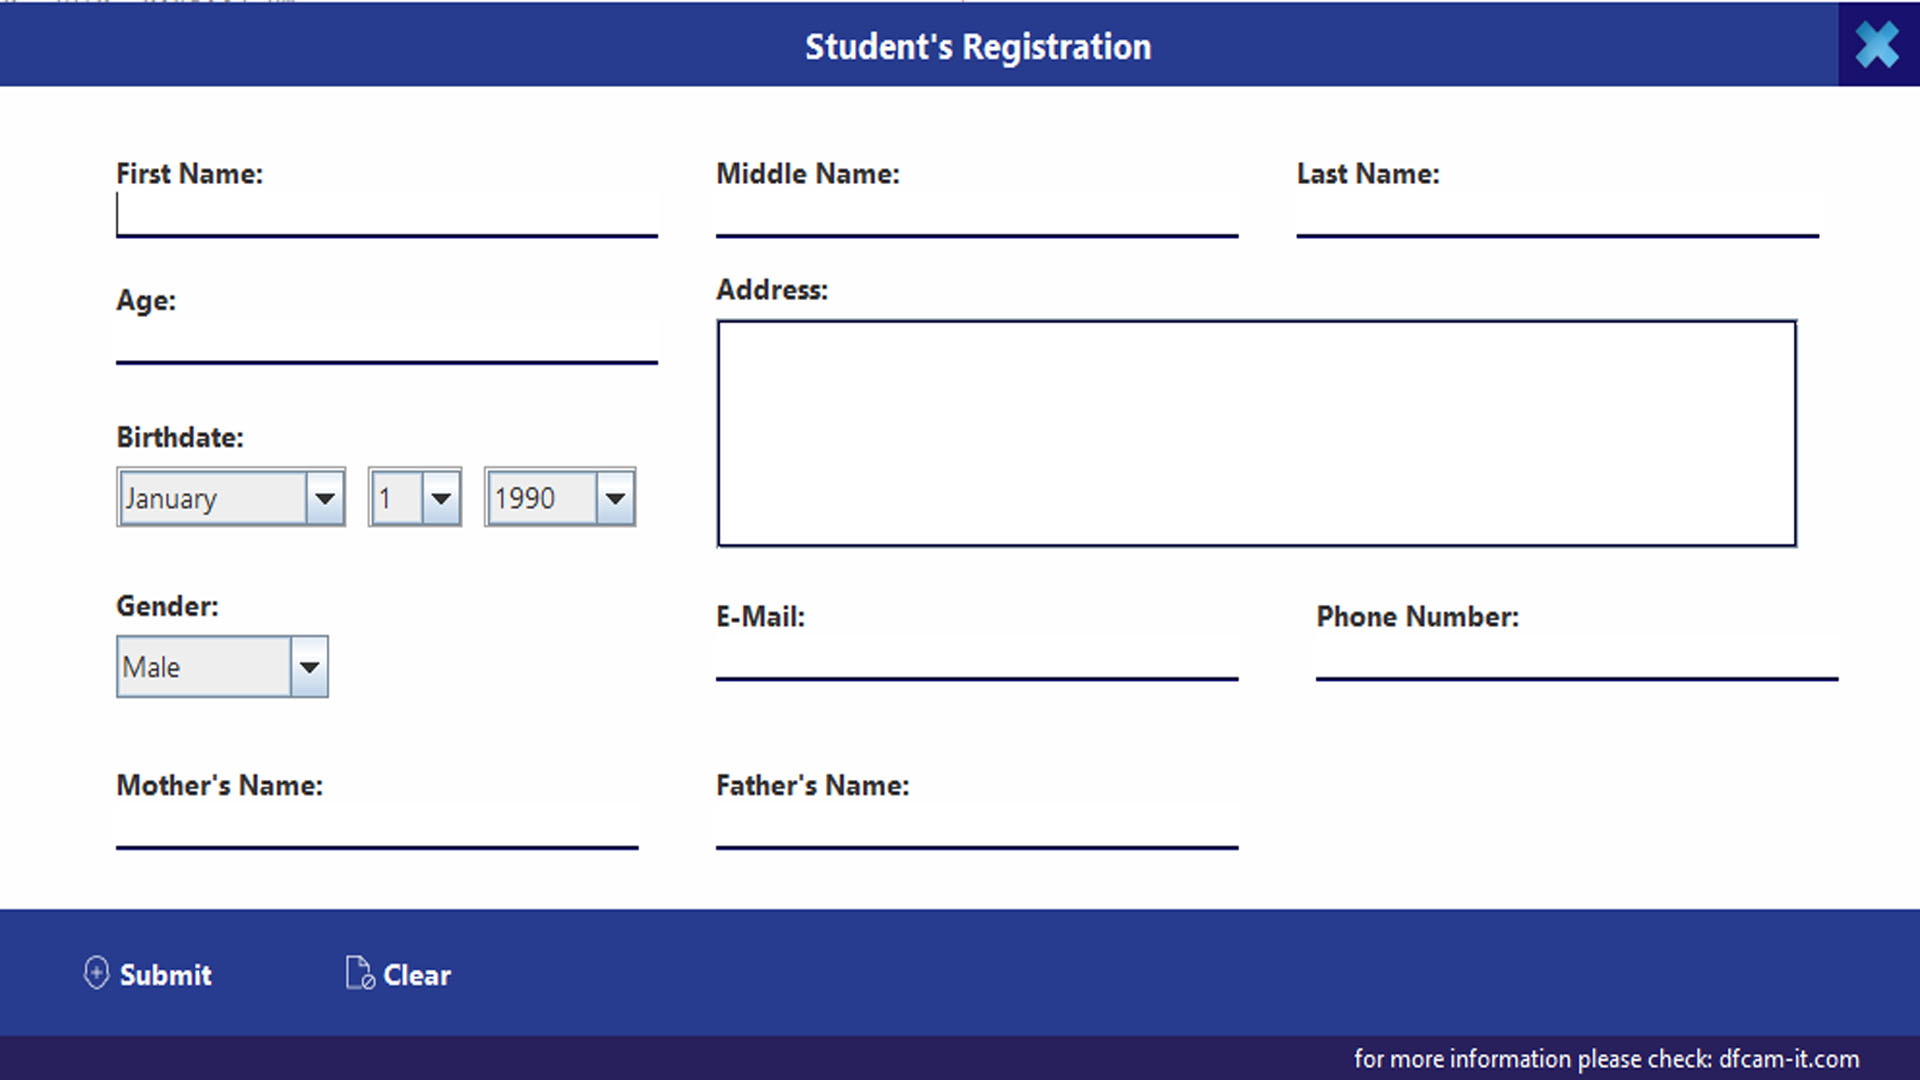 Student's Registration
First Name:
Middle Name:
Last Name:
Age:
Address:
Birthdate:
January
1
1990
Gender:
Male
E-Mail:
Phone Number:
Mother's Name:
Father's Name:
Submit
Clear
for more information please check: dfcam-it.com